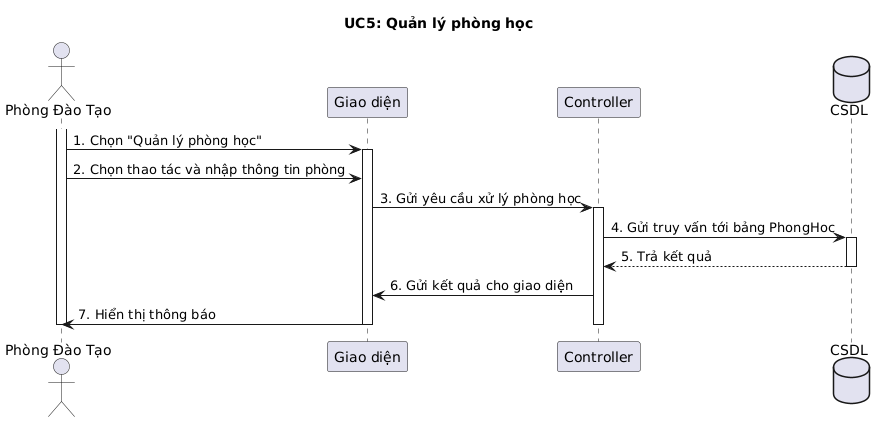 UC5: Quản lý phòng học
Phòng Đào Tạo
Giao diện
Controller
CSDL
1. Chọn "Quản lý phòng học"
2. Chọn thao tác và nhập thông tin phòng
3. Gửi yêu cầu xử lý phòng học
4. Gửi truy vấn tới bảng PhongHoc
5. Trả kết quả
6. Gửi kết quả cho giao diện
7. Hiển thị thông báo
Phòng Đào Tạo
Giao diện
Controller
CSDL